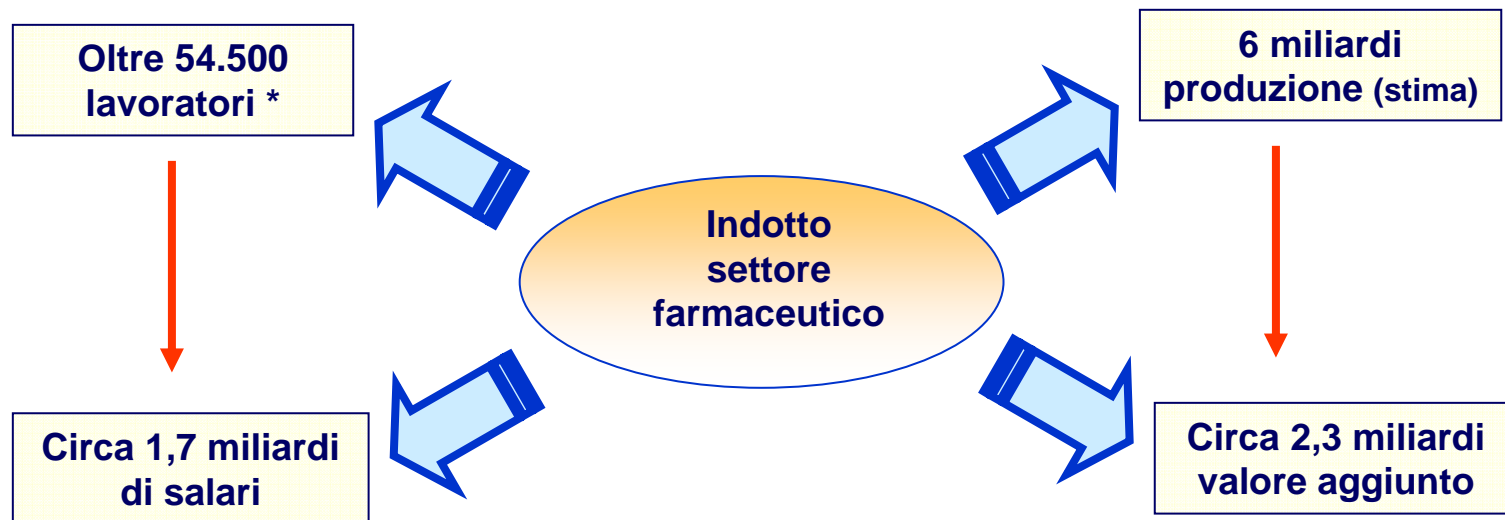 Oltre 54.500
lavoratori *
6 miliardi
produzione (stima)
Indotto
settore
farmaceutico
Circa 1,7 miliardi
di salari
Circa 2,3 miliardi
valore aggiunto